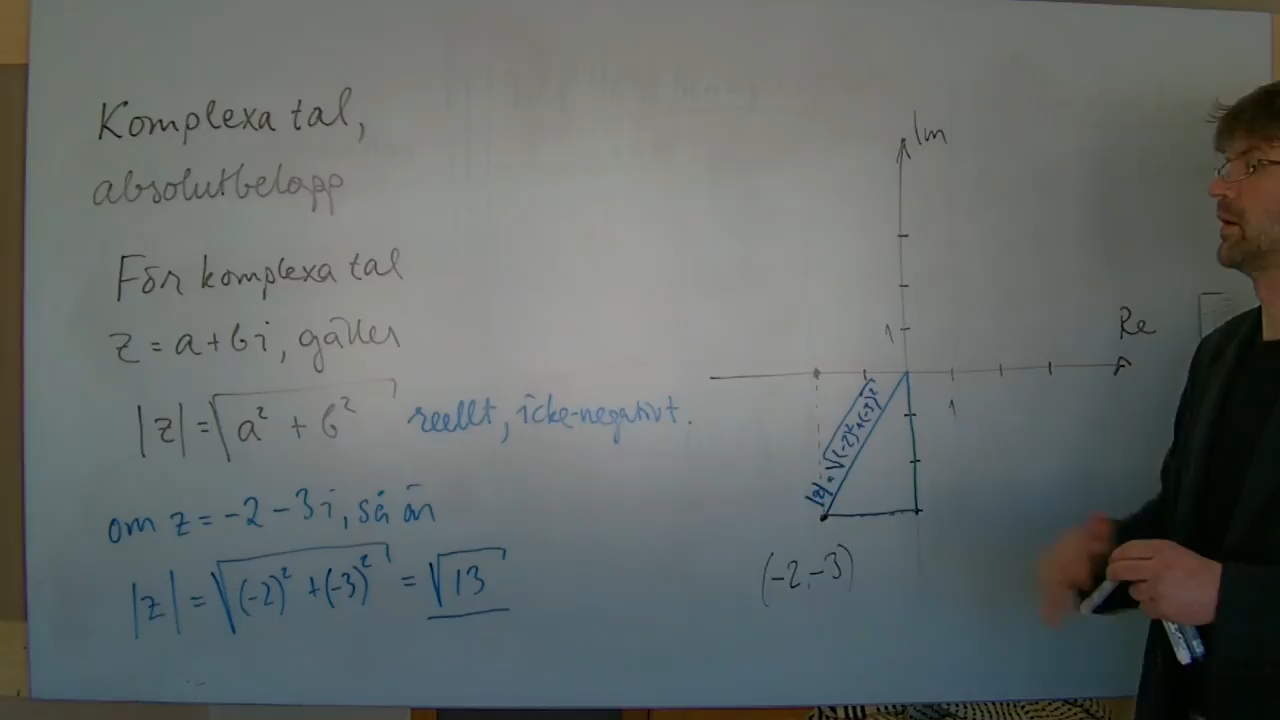 Komplexa tal,
absolutbelopp
För komplexa tal
z = a + bi, gäller
|z| = √(a² + b²) reellt, icke-negativt.
om z = -2 - 3i, så är
|z| = √((-2)² + (-3)²) = √13
Im
1
Re
1
|z| = √((-2)² + (-3)²)
(-2,-3)